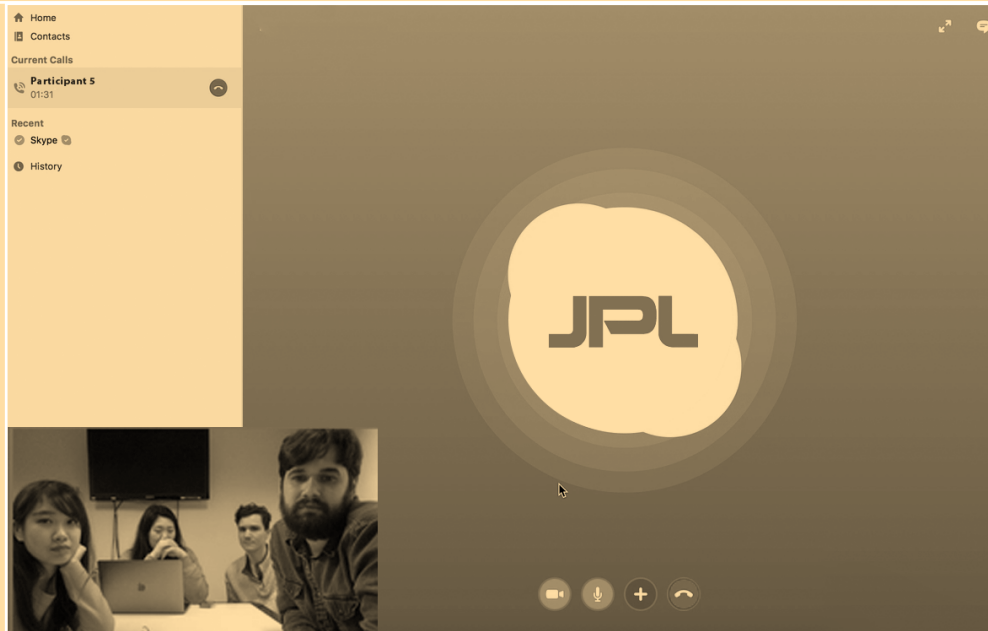 Home
Contacts
Current Calls
Participant 5
01:31
Recent
Skype
History
JPL